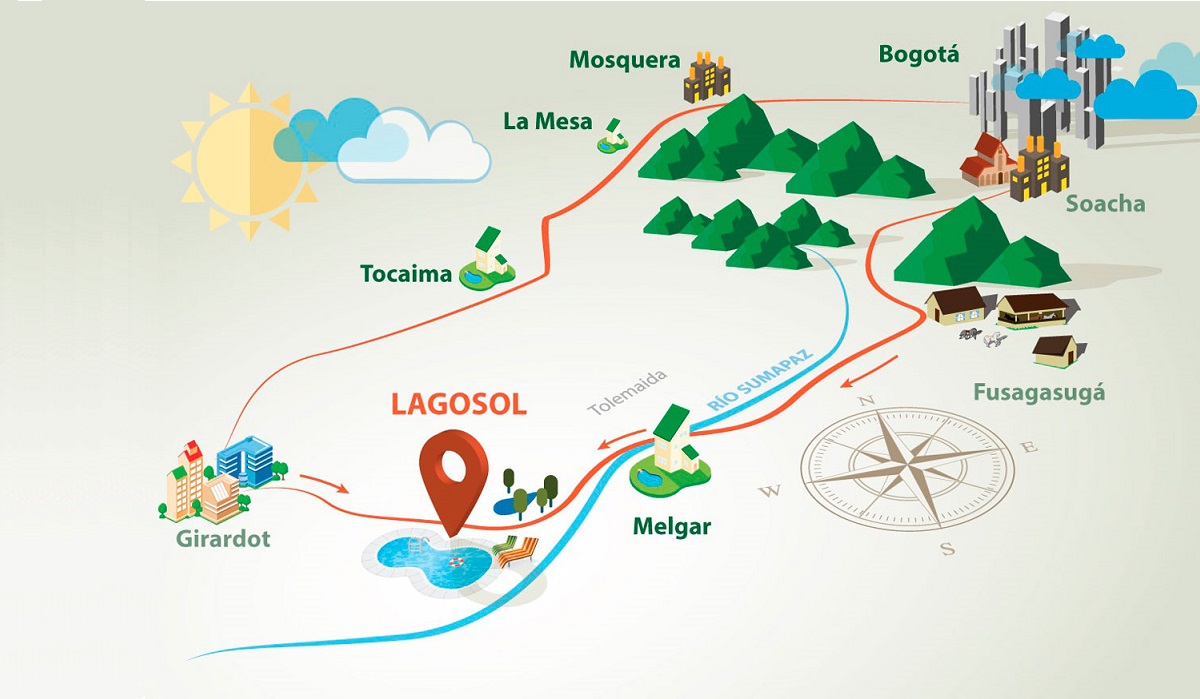 Bogotá
Mosquera
La Mesa
Soacha
Tocaima
Fusagasugá
RÍO SUMAPAZ
Tolemaida
LAGOSOL
N
E
W
S
Melgar
Girardot